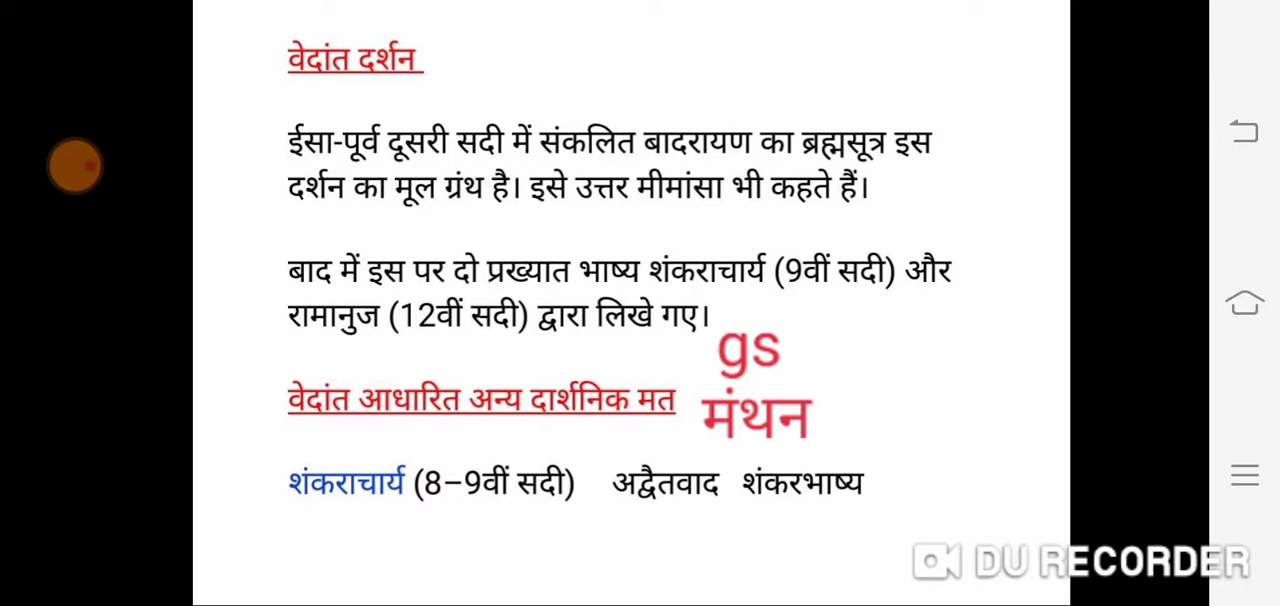 वेदांत दर्शन
ईसा-पूर्व दूसरी सदी में संकलित बादरायण का ब्रह्मसूत्र इस
दर्शन का मूल ग्रंथ है। इसे उत्तर मीमांसा भी कहते हैं।
बाद में इस पर दो प्रख्यात भाष्य शंकराचार्य (9वीं सदी) और
रामानुज (12वीं सदी) द्वारा लिखे गए।
gs
मंथन
वेदांत आधारित अन्य दार्शनिक मत
शंकराचार्य (8–9वीं सदी) अद्वैतवाद शंकरभाष्य
DU RECORDER